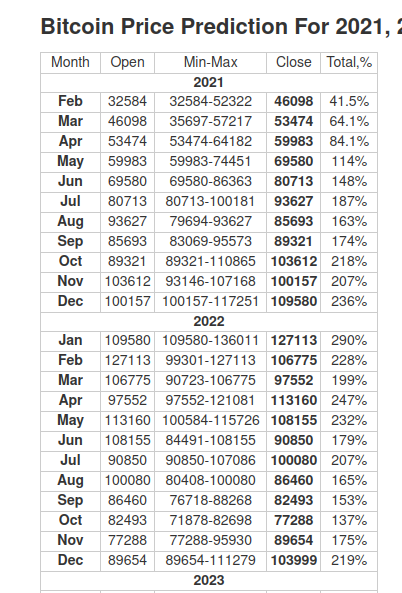 Bitcoin Price Prediction For 2021,
Month Open Min-Max Close Total,%
2021
Feb 32584 32584-52322 46098 41.5%
Mar 46098 35697-57217 53474 64.1%
Apr 53474 53474-64182 59983 84.1%
May 59983 59983-74451 69580 114%
Jun 69580 69580-86363 80713 148%
Jul 80713 80713-100181 93627 187%
Aug 93627 79694-93627 85693 163%
Sep 85693 83069-95573 89321 174%
Oct 89321 89321-110865 103612 218%
Nov 103612 93146-107168 100157 207%
Dec 100157 100157-117251 109580 236%
2022
Jan 109580 109580-136011 127113 290%
Feb 127113 99301-127113 106775 228%
Mar 106775 90723-106775 97552 199%
Apr 97552 97552-121081 113160 247%
May 113160 100584-115726 108155 232%
Jun 108155 84491-108155 90850 179%
Jul 90850 90850-107086 100080 207%
Aug 100080 80408-100080 86460 165%
Sep 86460 76718-88268 82493 153%
Oct 82493 71878-82698 77288 137%
Nov 77288 77288-95930 89654 175%
Dec 89654 89654-111279 103999 219%
2023